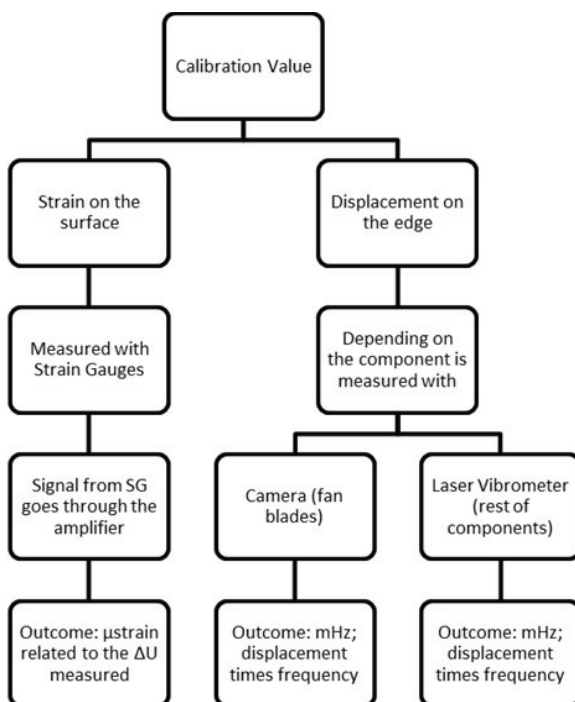 Calibration Value
Strain on the
surface
Displacement on
the edge
Measured with
Strain Gauges
Depending on
the component is
measured with
Signal from SG
goes through the
amplifier
Camera (fan
blades)
Laser Vibrometer
(rest of
components)
Outcome: µstrain
related to the ΔU
measured
Outcome: mHz;
displacement
times frequency
Outcome: mHz;
displacement
times frequency